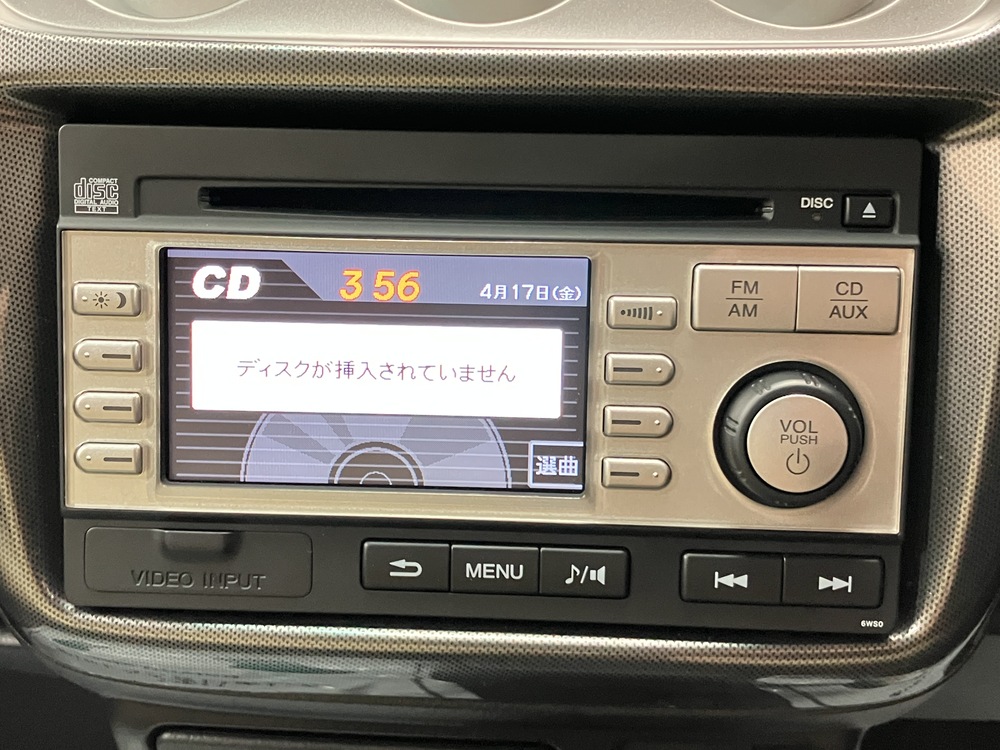 COMPACT
disc
DIGITAL AUDIO
TEXT
DISC
CD 3 56 4月17日(金)
ディスクが挿入されていません
選曲
FM
AM
CD
AUX
VOL
PUSH
VIDEO INPUT
MENU
6WS0